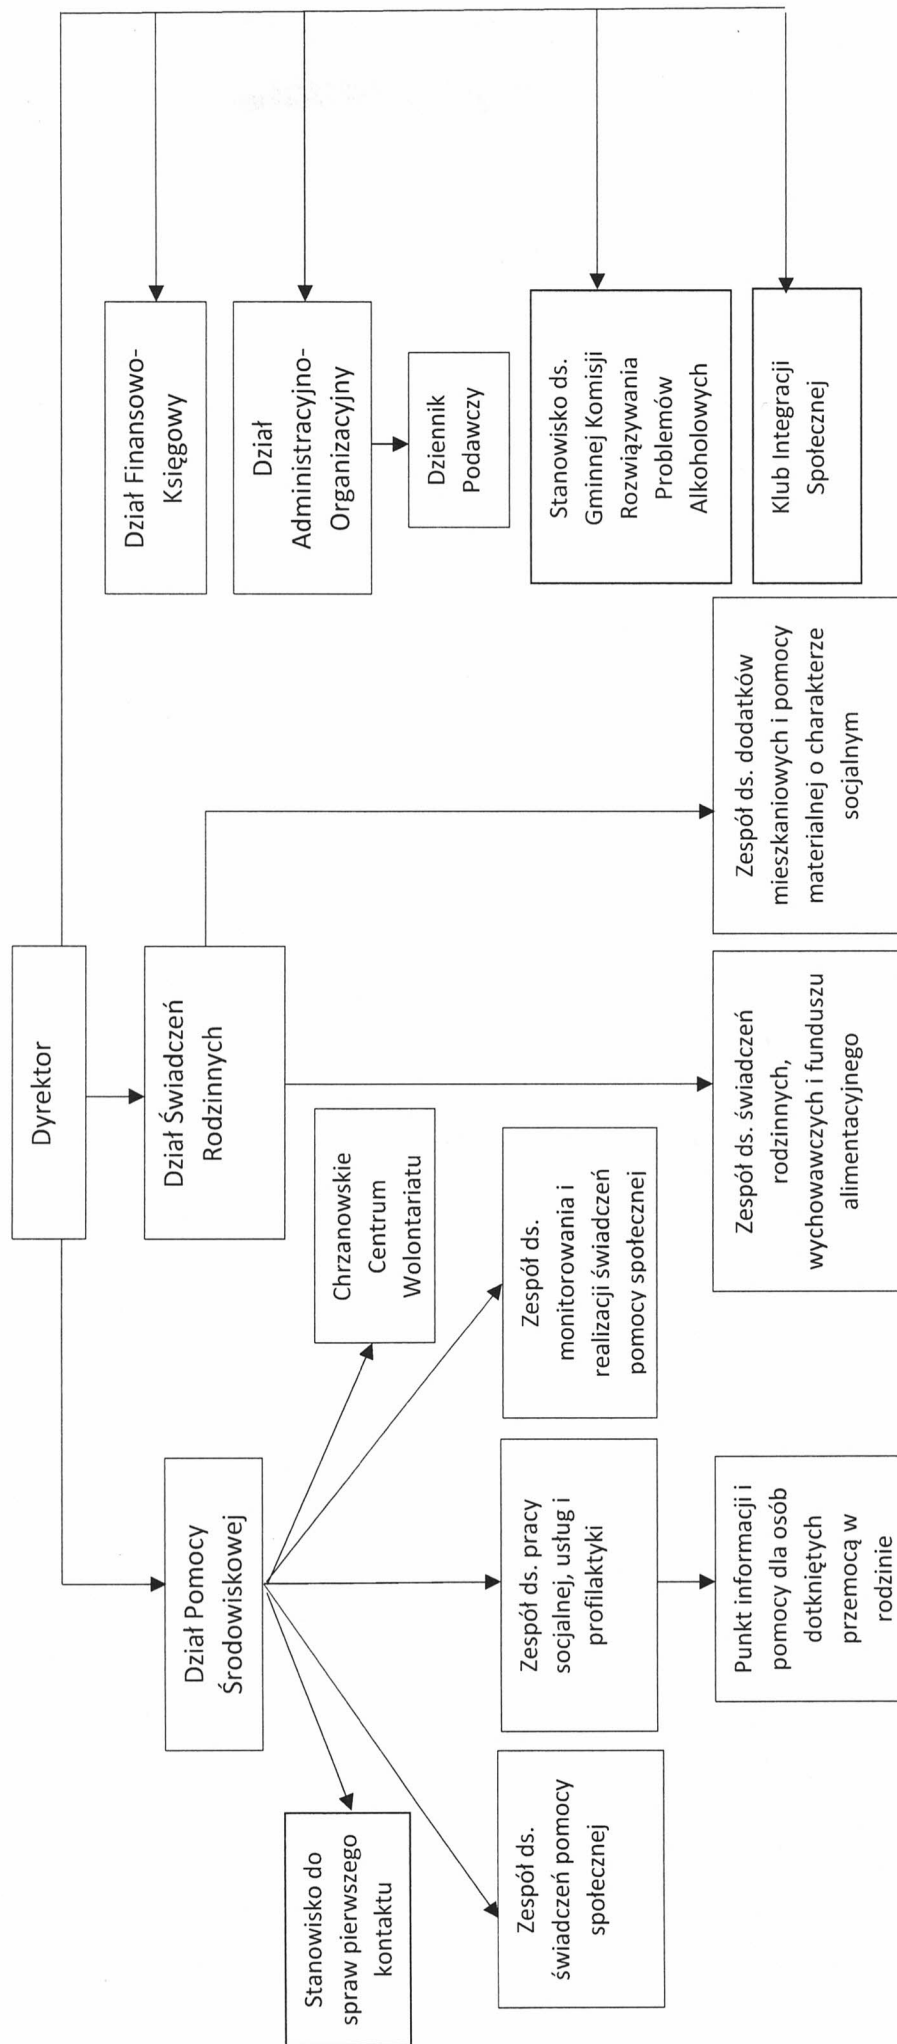 Dyrektor
Dział Pomocy
Środowiskowej
Dział Świadczeń
Rodzinnych
Dział Finansowo-
Księgowy
Dział
Administracyjno-
Organizacyjny
Dziennik
Podawczy
Stanowisko ds.
Gminnej Komisji
Rozwiązywania
Problemów
Alkoholowych
Klub Integracji
Społecznej
Stanowisko do
spraw pierwszego
kontaktu
Chrzanowskie
Centrum
Wolontariatu
Zespół ds.
świadczeń pomocy
społecznej
Zespół ds. pracy
socjalnej, usług i
profilaktyki
Zespół ds.
monitorowania i
realizacji świadczeń
pomocy społecznej
Punkt informacji i
pomocy dla osób
dotkniętych
przemocą w
rodzinie
Zespół ds. świadczeń
rodzinnych,
wychowawczych i funduszu
alimentacyjnego
Zespół ds. dodatków
mieszkaniowych i pomocy
materialnej o charakterze
socjalnym